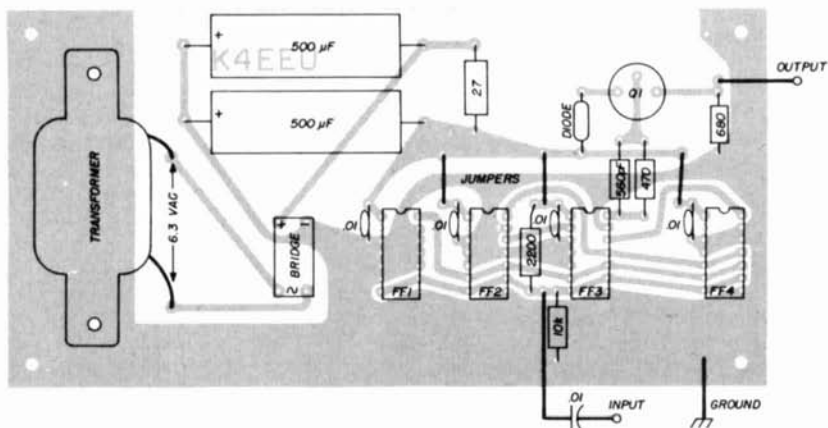 500 µF
K4EEU
500 µF
+
+
27
DIODE
Q1
OUTPUT
680
560pF
470
TRANSFORMER
6.3 VAC
JUMPERS
+
BRIDGE
~
.01
.01
.01
.01
2200
FF1
FF2
FF3
FF4
10k
.01
INPUT
GROUND